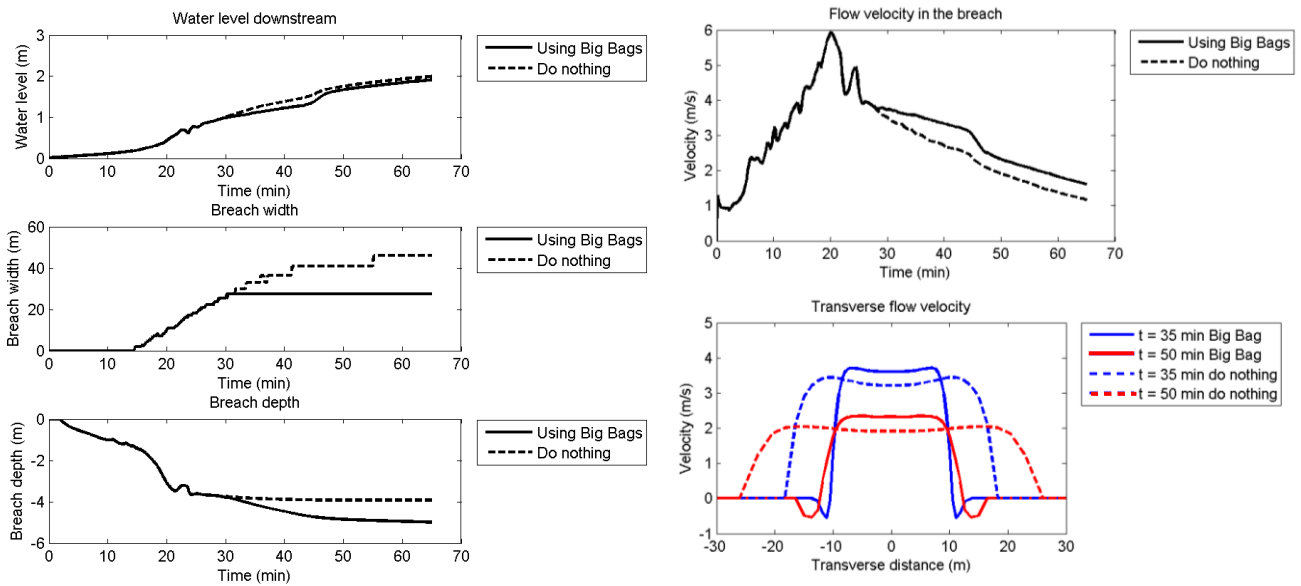 Water level downstream
Water level (m)
3
2
1
0
0 10 20 30 40 50 60 70
Time (min)
Using Big Bags
Do nothing
Breach width
Breach width (m)
60
40
20
0
0 10 20 30 40 50 60 70
Time (min)
Using Big Bags
Do nothing
Breach depth
Breach depth (m)
0
-2
-4
-6
0 10 20 30 40 50 60 70
Time (min)
Using Big Bags
Do nothing
Flow velocity in the breach
Velocity (m/s)
6
5
4
3
2
1
0
0 10 20 30 40 50 60 70
Time (min)
Using Big Bags
Do nothing
Transverse flow velocity
Velocity (m/s)
5
4
3
2
1
0
-1
-30 -20 -10 0 10 20 30
Transverse distance (m)
t = 35 min Big Bag
t = 50 min Big Bag
t = 35 min do nothing
t = 50 min do nothing